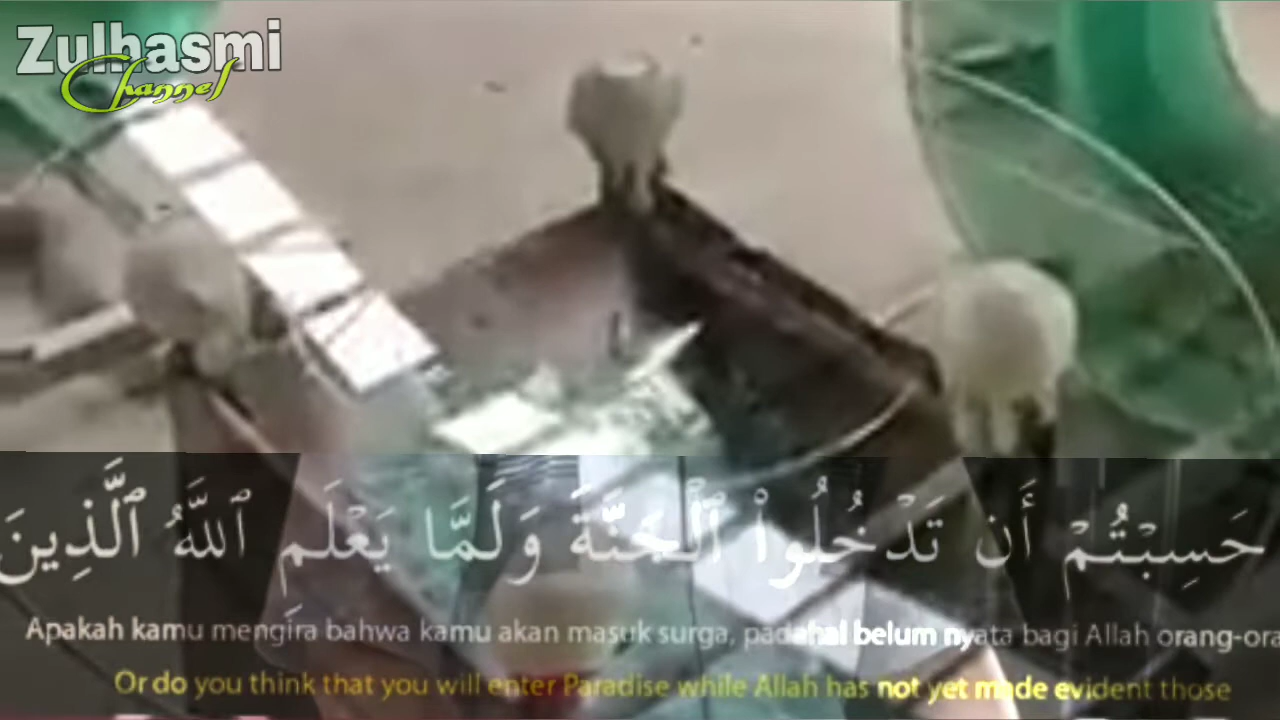 Zulhasmi
Channel
حَسِبْتُمْ أَن تَدْخُلُوا۟ ٱلْجَنَّةَ وَلَمَّا يَعْلَمِ ٱللَّهُ ٱلَّذِينَ
Apakah kamu mengira bahwa kamu akan masuk surga, padahal belum nyata bagi Allah orang-ora
Or do you think that you will enter Paradise while Allah has not yet made evident those